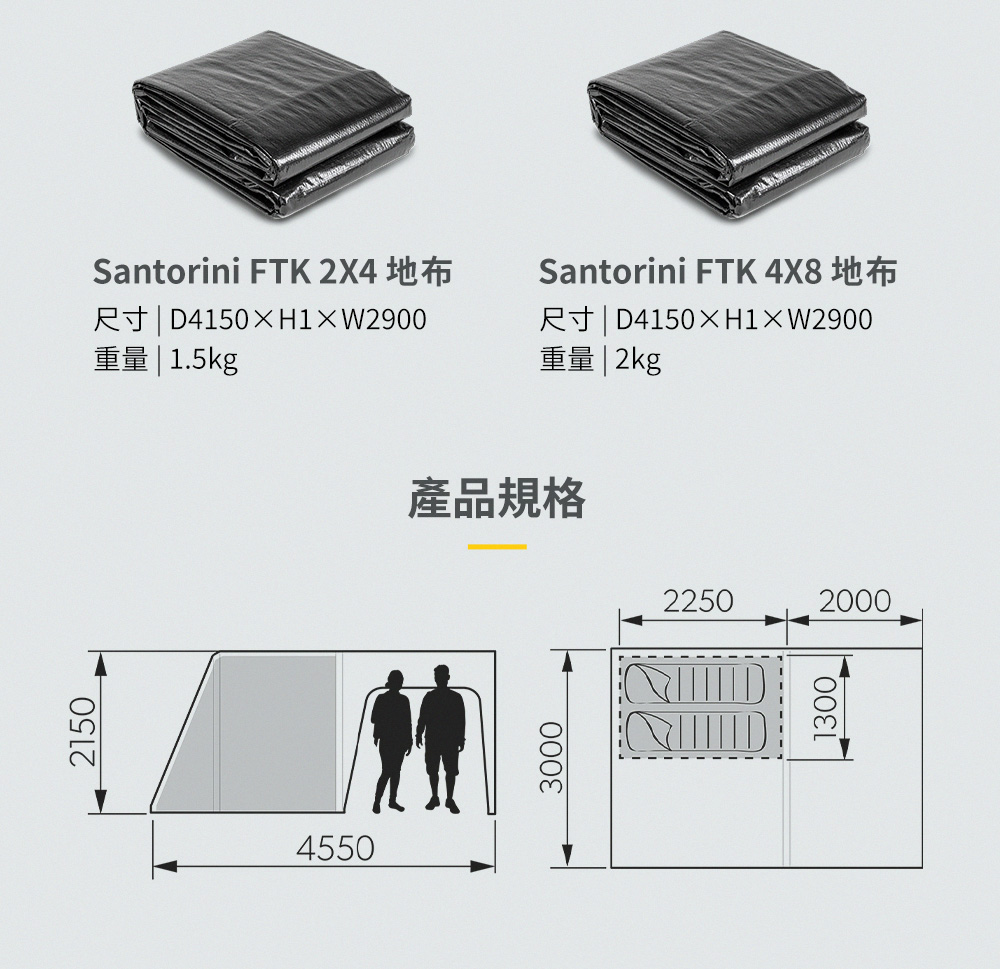 Santorini FTK 2X4 地布
尺寸 | D4150×H1×W2900
重量 | 1.5kg
Santorini FTK 4X8 地布
尺寸 | D4150×H1×W2900
重量 | 2kg
產品規格
2150
4550
2250
2000
1300
3000